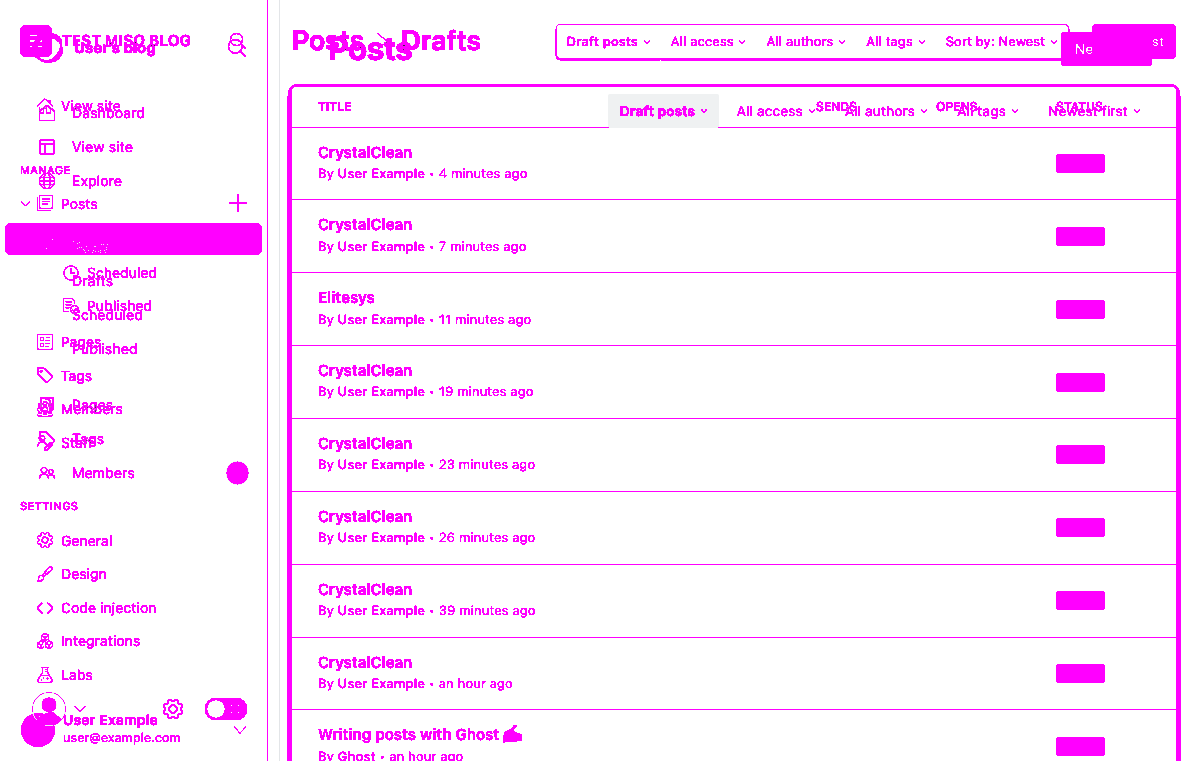 TEST MISO BLOG
User's Blog
View site
Dashboard
View site
MANAGE
Explore
Posts
Scheduled
Drafts
Published
Scheduled
Pages
Published
Tags
Members
Pages
Staff
Tags
Members
SETTINGS
General
Design
Code injection
Integrations
Labs
User Example
user@example.com
Posts Drafts
Posts
Draft posts All access All authors All tags Sort by: Newest
Ne st
TITLE SENDS OPENS STATUS
Draft posts All access All authors All tags Newest first
CrystalClean
By User Example • 4 minutes ago
CrystalClean
By User Example • 7 minutes ago
Elitesys
By User Example • 11 minutes ago
CrystalClean
By User Example • 19 minutes ago
CrystalClean
By User Example • 23 minutes ago
CrystalClean
By User Example • 26 minutes ago
CrystalClean
By User Example • 39 minutes ago
CrystalClean
By User Example • an hour ago
Writing posts with Ghost ✍
By Ghost • an hour ago